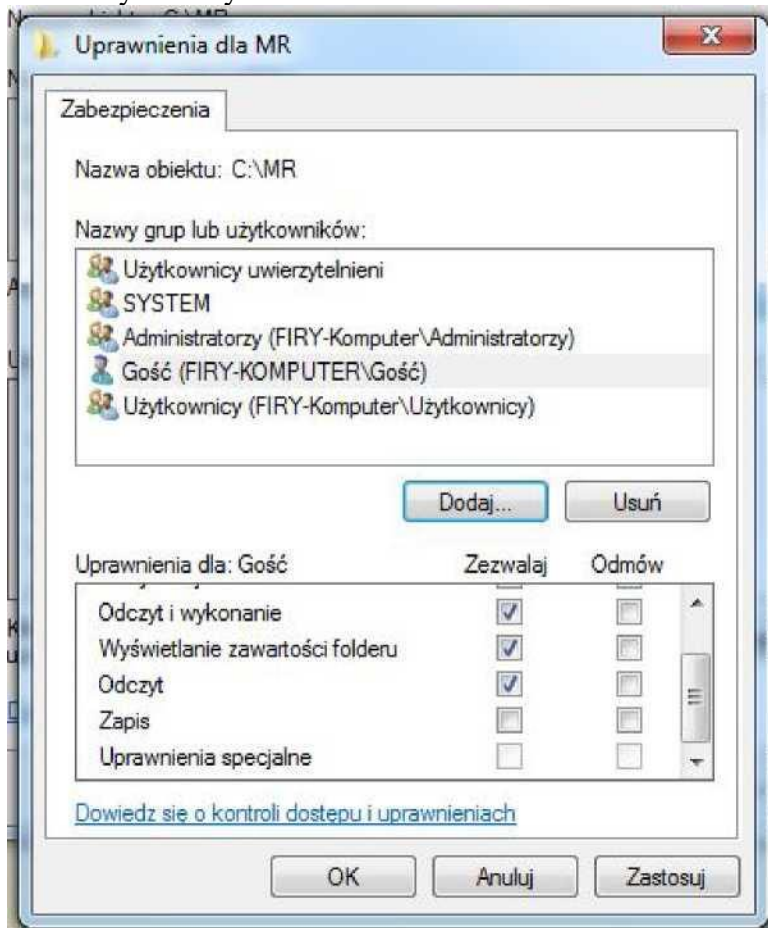 Uprawnienia dla MR
Zabezpieczenia
Nazwa obiektu: C:\MR
Nazwy grup lub użytkowników:
Użytkownicy uwierzytelnieni
SYSTEM
Administratorzy (FIRY-Komputer\Administratorzy)
Gość (FIRY-KOMPUTER\Gość)
Użytkownicy (FIRY-Komputer\Użytkownicy)
Dodaj... Usuń
Uprawnienia dla: Gość Zezwalaj Odmów
Odczyt i wykonanie
Wyświetlanie zawartości folderu
Odczyt
Zapis
Uprawnienia specjalne
Dowiedz się o kontroli dostępu i uprawnieniach
OK Anuluj Zastosuj